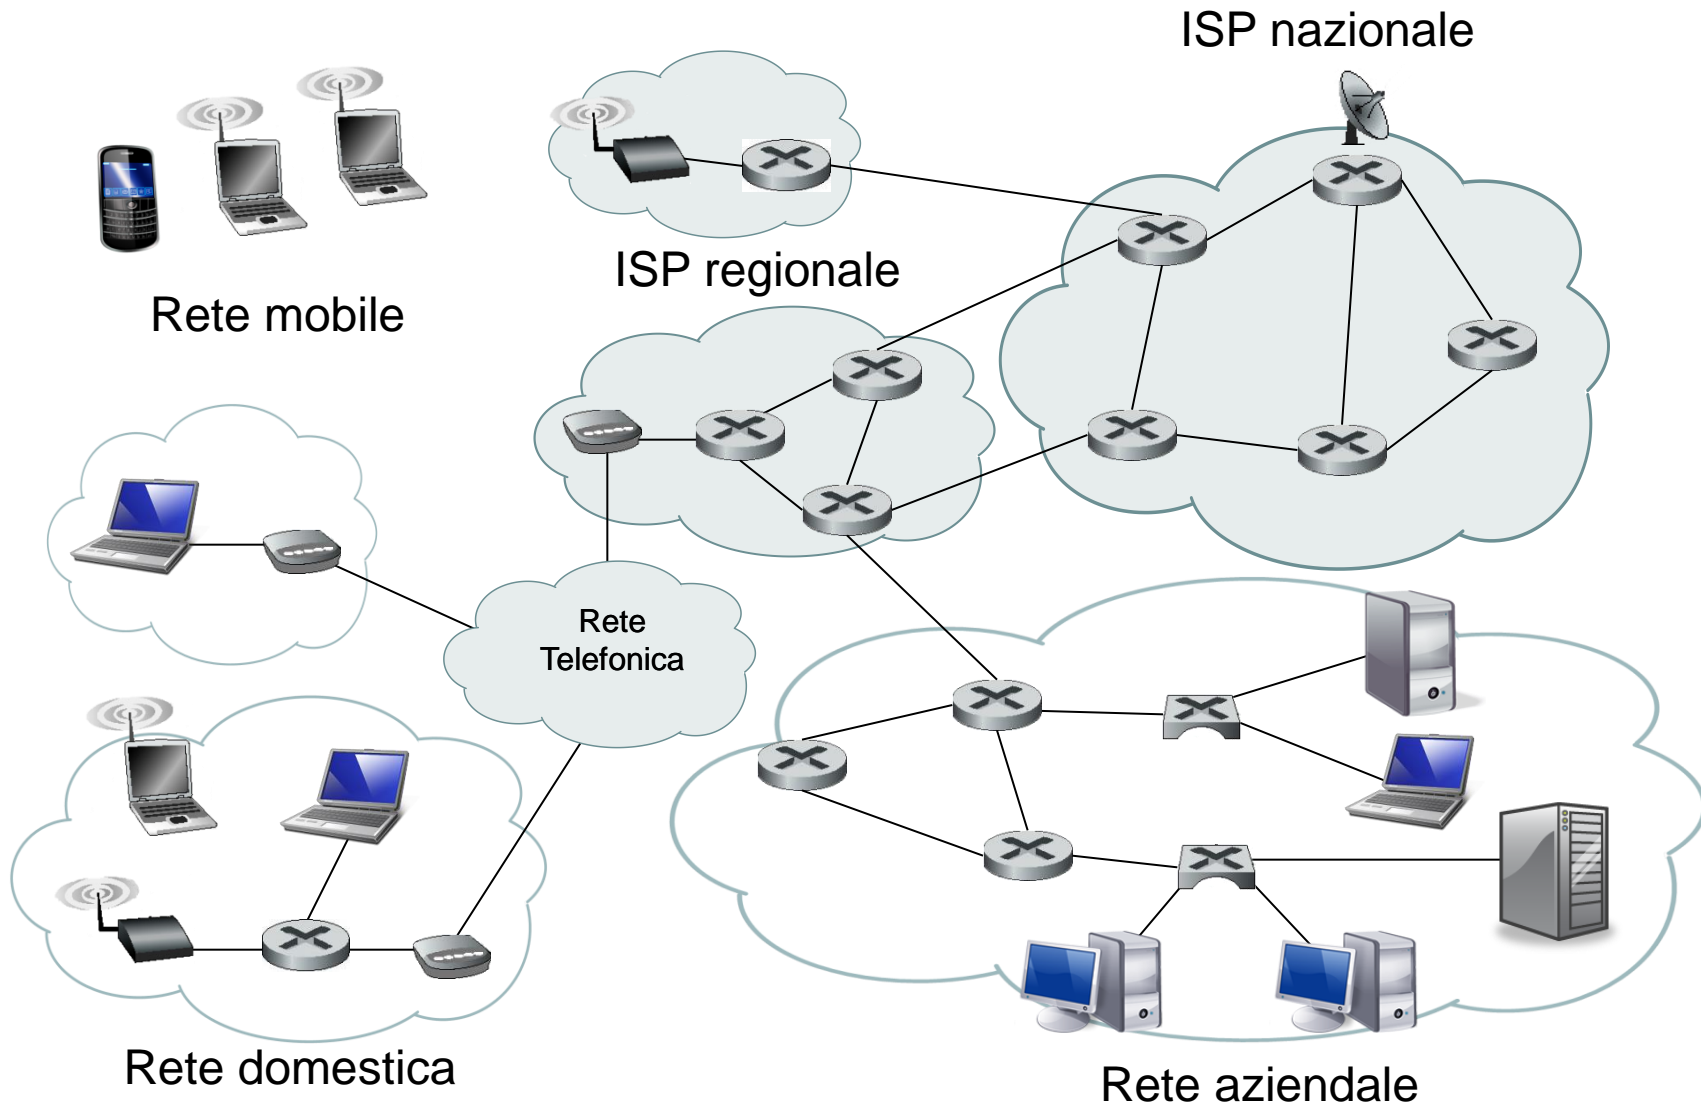 ISP nazionale
ISP regionale
Rete mobile
Rete
Telefonica
Rete domestica
Rete aziendale